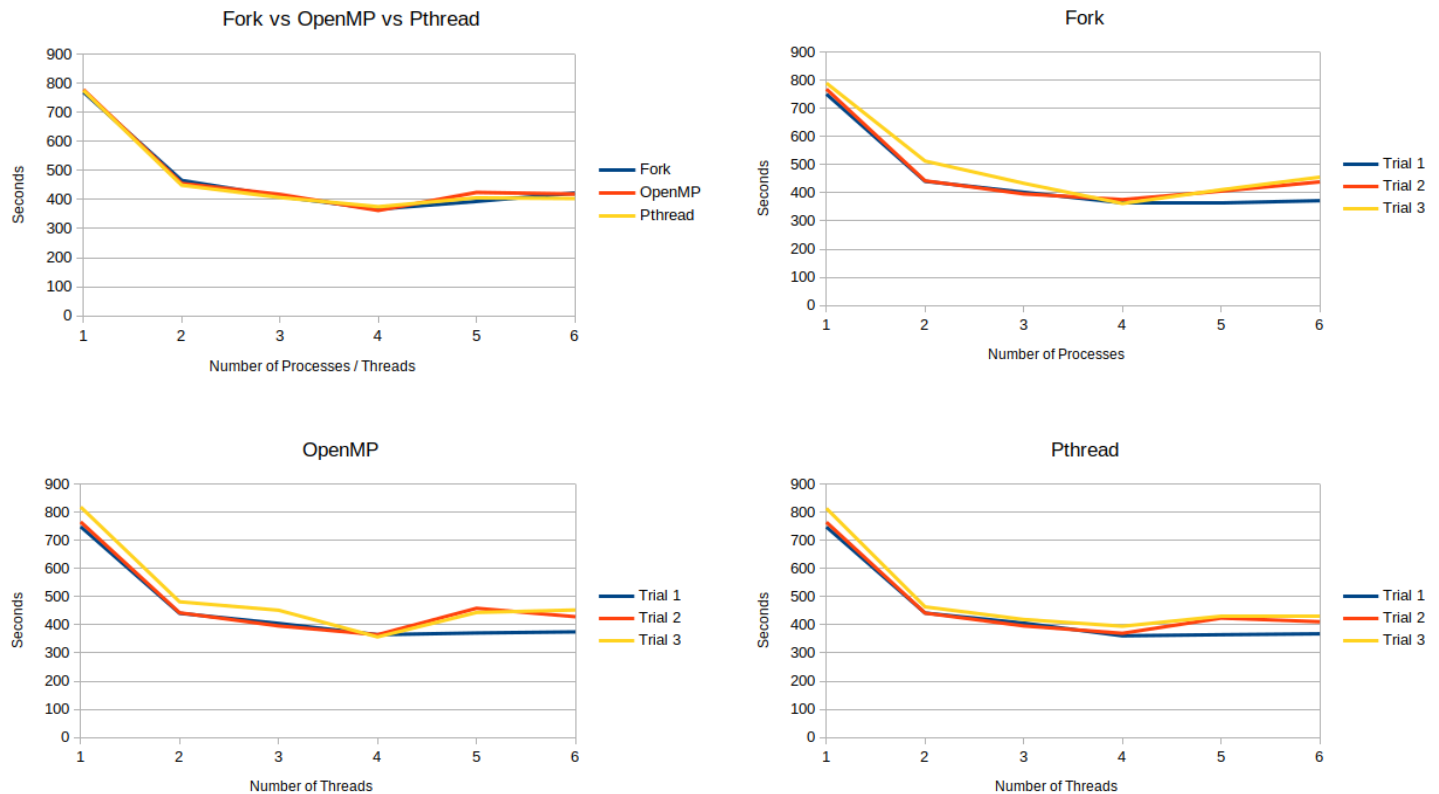 Fork vs OpenMP vs Pthread
900
800
700
600
500
400
300
200
100
0
Seconds
1 2 3 4 5 6
Number of Processes / Threads
Fork
OpenMP
Pthread
Fork
900
800
700
600
500
400
300
200
100
0
Seconds
1 2 3 4 5 6
Number of Processes
Trial 1
Trial 2
Trial 3
OpenMP
900
800
700
600
500
400
300
200
100
0
Seconds
1 2 3 4 5 6
Number of Threads
Trial 1
Trial 2
Trial 3
Pthread
900
800
700
600
500
400
300
200
100
0
Seconds
1 2 3 4 5 6
Number of Threads
Trial 1
Trial 2
Trial 3